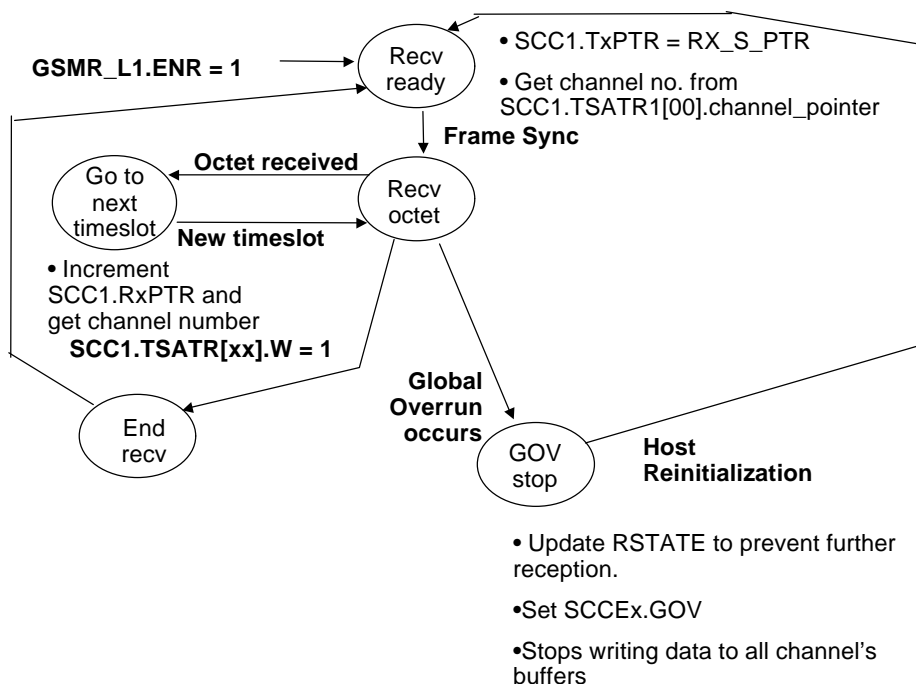 GSMR_L1.ENR = 1
Recv
ready
• SCC1.TxPTR = RX_S_PTR
• Get channel no. from
SCC1.TSATR1[00].channel_pointer
Frame Sync
Octet received
Go to
next
timeslot
Recv
octet
New timeslot
• Increment
SCC1.RxPTR and
get channel number
SCC1.TSATR[xx].W = 1
Global
Overrun
occurs
End
recv
GOV
stop
Host
Reinitialization
• Update RSTATE to prevent further
reception.
•Set SCCEx.GOV
•Stops writing data to all channel's
buffers